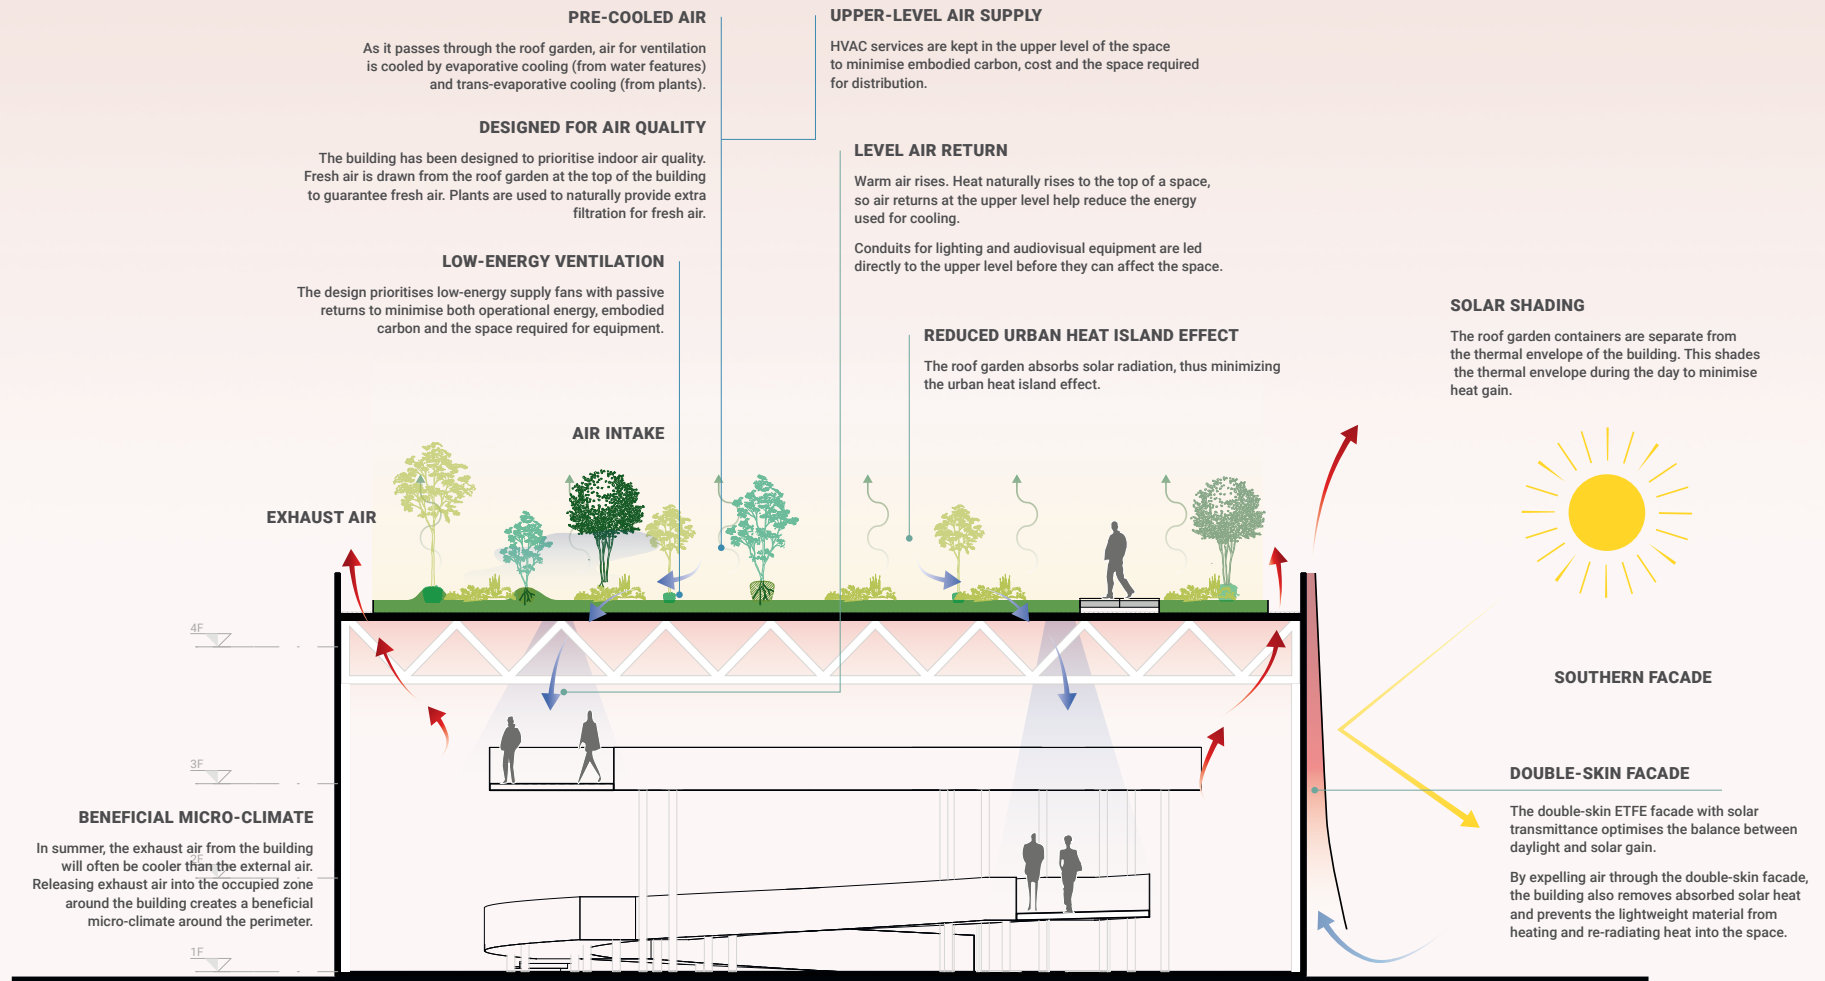 PRE-COOLED AIR
As it passes through the roof garden, air for ventilation
is cooled by evaporative cooling (from water features)
and trans-evaporative cooling (from plants).
UPPER-LEVEL AIR SUPPLY
HVAC services are kept in the upper level of the space
to minimise embodied carbon, cost and the space required
for distribution.
DESIGNED FOR AIR QUALITY
The building has been designed to prioritise indoor air quality.
Fresh air is drawn from the roof garden at the top of the building
to guarantee fresh air. Plants are used to naturally provide extra
filtration for fresh air.
LEVEL AIR RETURN
Warm air rises. Heat naturally rises to the top of a space,
so air returns at the upper level help reduce the energy
used for cooling.
Conduits for lighting and audiovisual equipment are led
directly to the upper level before they can affect the space.
LOW-ENERGY VENTILATION
The design prioritises low-energy supply fans with passive
returns to minimise both operational energy, embodied
carbon and the space required for equipment.
REDUCED URBAN HEAT ISLAND EFFECT
The roof garden absorbs solar radiation, thus minimizing
the urban heat island effect.
SOLAR SHADING
The roof garden containers are separate from
the thermal envelope of the building. This shades
the thermal envelope during the day to minimise
heat gain.
AIR INTAKE
EXHAUST AIR
4F
SOUTHERN FACADE
3F
DOUBLE-SKIN FACADE
The double-skin ETFE facade with solar
transmittance optimises the balance between
daylight and solar gain.
By expelling air through the double-skin facade,
the building also removes absorbed solar heat
and prevents the lightweight material from
heating and re-radiating heat into the space.
BENEFICIAL MICRO-CLIMATE
In summer, the exhaust air from the building
will often be cooler than the external air.
Releasing exhaust air into the occupied zone
around the building creates a beneficial
micro-climate around the perimeter.
2F
1F